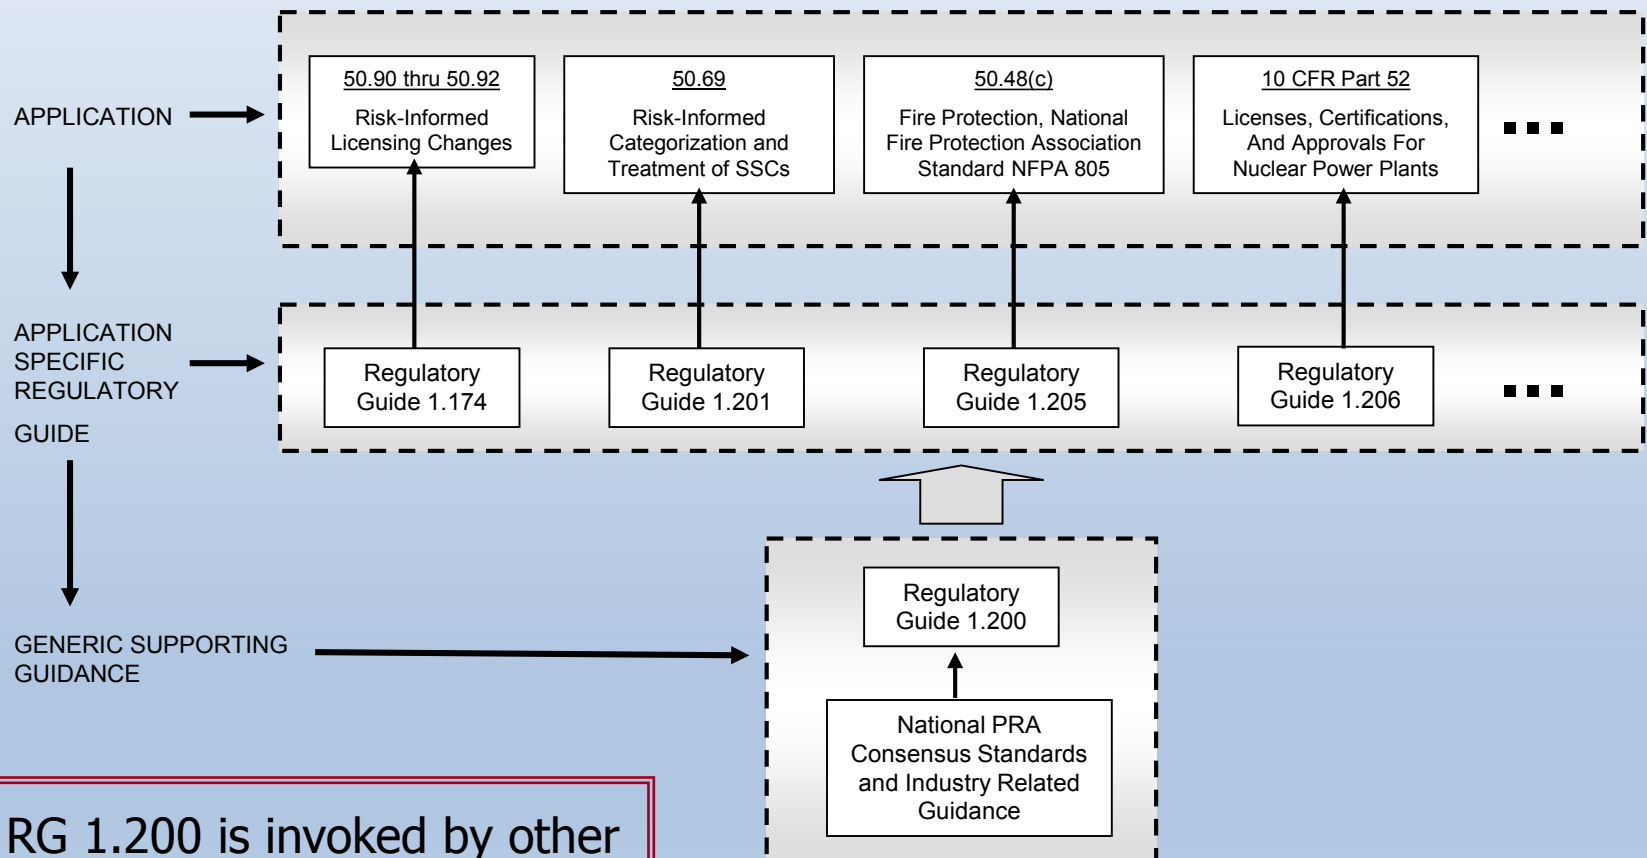 APPLICATION
50.90 thru 50.92
Risk-Informed
Licensing Changes
50.69
Risk-Informed
Categorization and
Treatment of SSCs
50.48(c)
Fire Protection, National
Fire Protection Association
Standard NFPA 805
10 CFR Part 52
Licenses, Certifications,
And Approvals For
Nuclear Power Plants
APPLICATION
SPECIFIC
REGULATORY
GUIDE
Regulatory
Guide 1.174
Regulatory
Guide 1.201
Regulatory
Guide 1.205
Regulatory
Guide 1.206
GENERIC SUPPORTING
GUIDANCE
Regulatory
Guide 1.200
National PRA
Consensus Standards
and Industry Related
Guidance
RG 1.200 is invoked by other